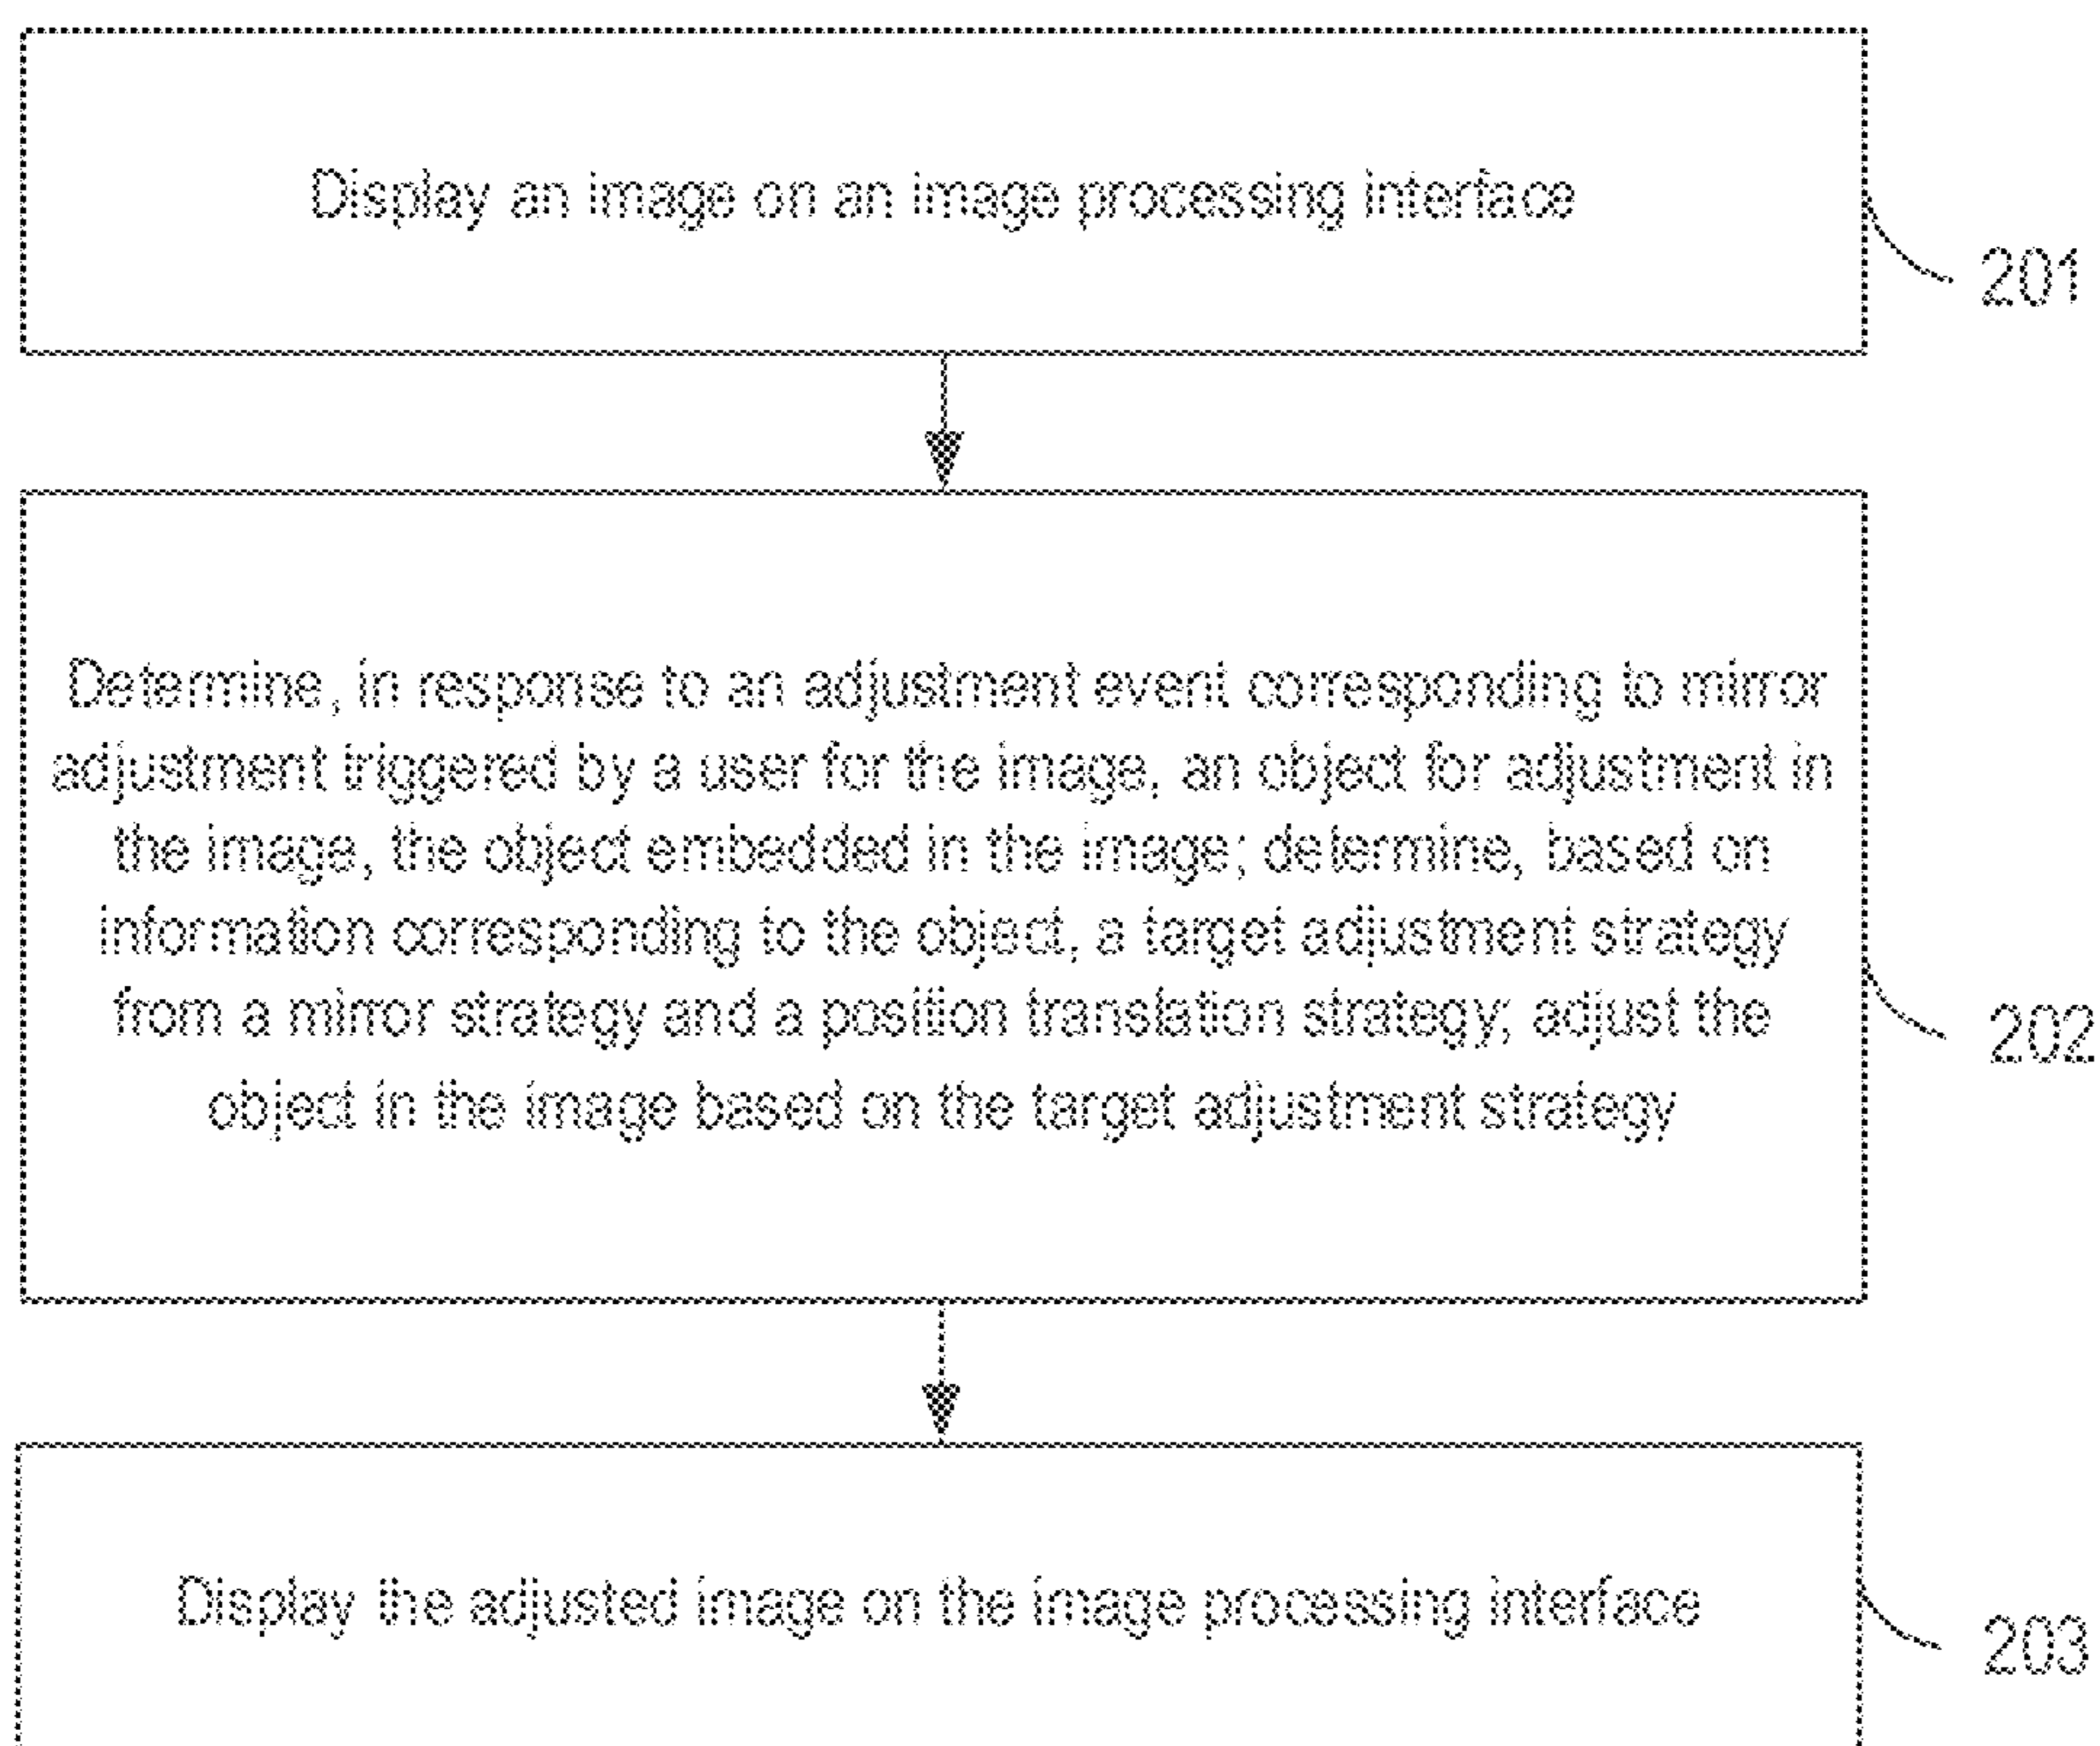 Display an image on an image processing interface
201
Determine, in response to an adjustment event corresponding to mirror
adjustment triggered by a user for the image, an object for adjustment in
the image, the object embedded in the image; determine, based on
information corresponding to the object, a target adjustment strategy
from a mirror strategy and a position translation strategy; adjust the
object in the image based on the target adjustment strategy
202
Display the adjusted image on the image processing interface
203